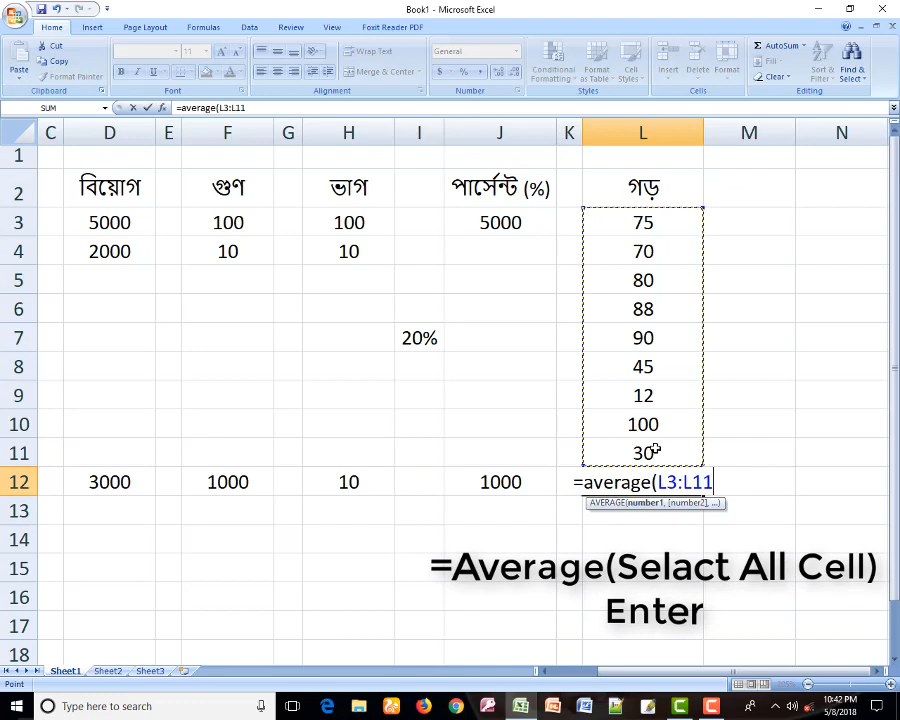 Book1 - Microsoft Excel
Home Insert Page Layout Formulas Data Review View Foxit Reader PDF
Cut
Copy
Format Painter
Paste
Clipboard
11
Font
Wrap Text
Merge & Center
Alignment
General
Number
Conditional Formatting
Format as Table
Cell Styles
Styles
Insert Delete Format
Cells
AutoSum
Fill
Clear
Sort & Filter
Find & Select
Editing
SUM =average(L3:L11
C D E F G H I J K L M N
1
2 বিয়োগ গুণ ভাগ পার্সেন্ট (%) গড়
3 5000 100 100 5000 75
4 2000 10 10 70
5 80
6 88
7 20% 90
8 45
9 12
10 100
11 30
12 3000 1000 10 1000 =average(L3:L11
13 AVERAGE(number1, [number2], ...)
14
15 =Average(Selact All Cell)
16 Enter
17
18
Sheet1 Sheet2 Sheet3
Point
Type here to search
10:42 PM
5/8/2018